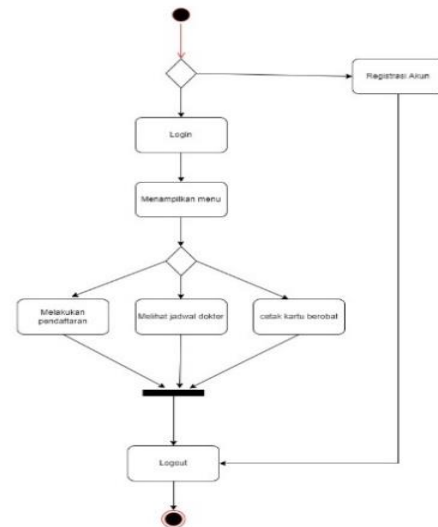 Registrasi Akun
Login
Menampilkan menu
Melakukan
pendaftaran
Melihat jadwal dokter
cetak kartu berobat
Logout